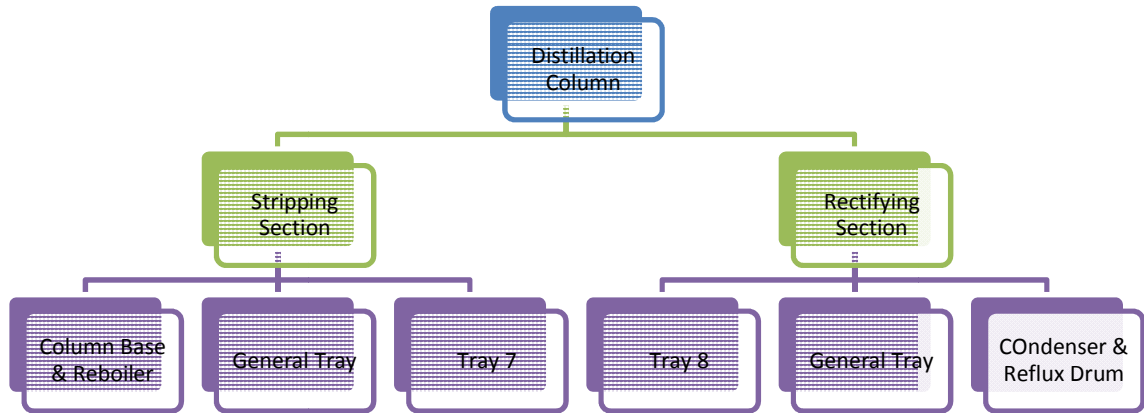 Distillation
Column
Stripping
Section
Rectifying
Section
Column Base
& Reboiler
General Tray
Tray 7
Tray 8
General Tray
COndenser &
Reflux Drum